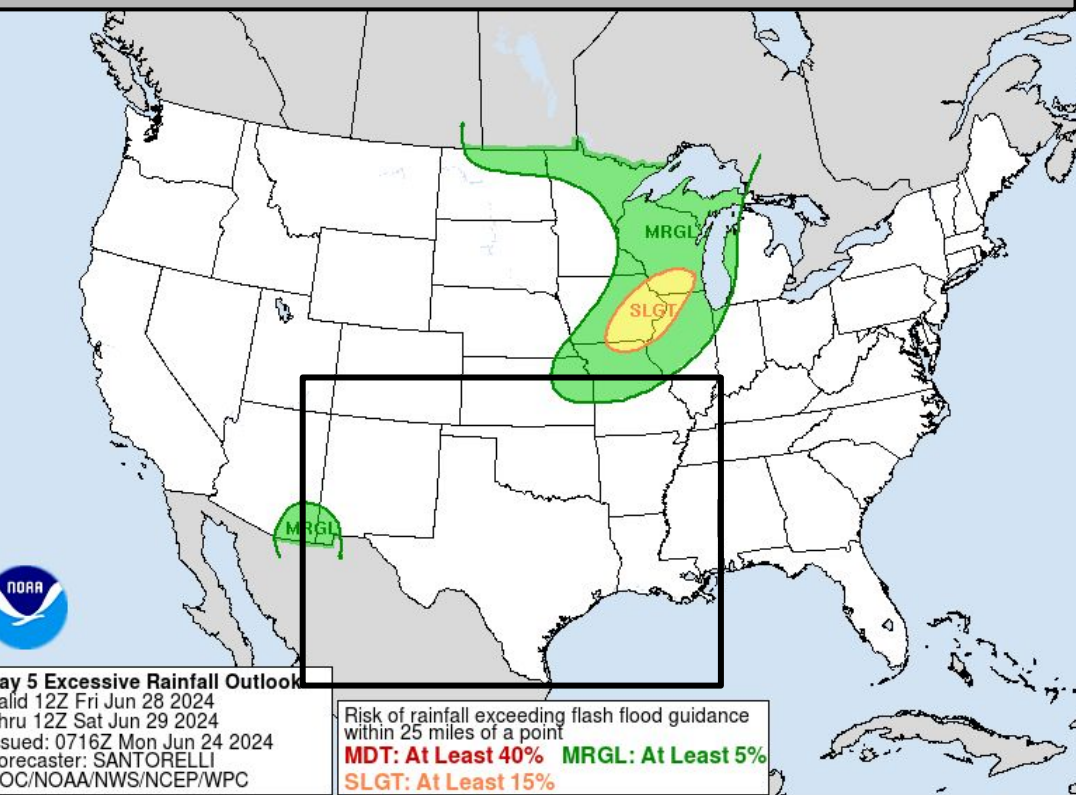 MRGL
SLGT
MRGL
NOAA
ay 5 Excessive Rainfall Outlook
alid 12Z Fri Jun 28 2024
hru 12Z Sat Jun 29 2024
ssued: 0716Z Mon Jun 24 2024
orecaster: SANTORELLI
OC/NOAA/NWS/NCEP/WPC
Risk of rainfall exceeding flash flood guidance
within 25 miles of a point
MDT: At Least 40% MRGL: At Least 5%
SLGT: At Least 15%